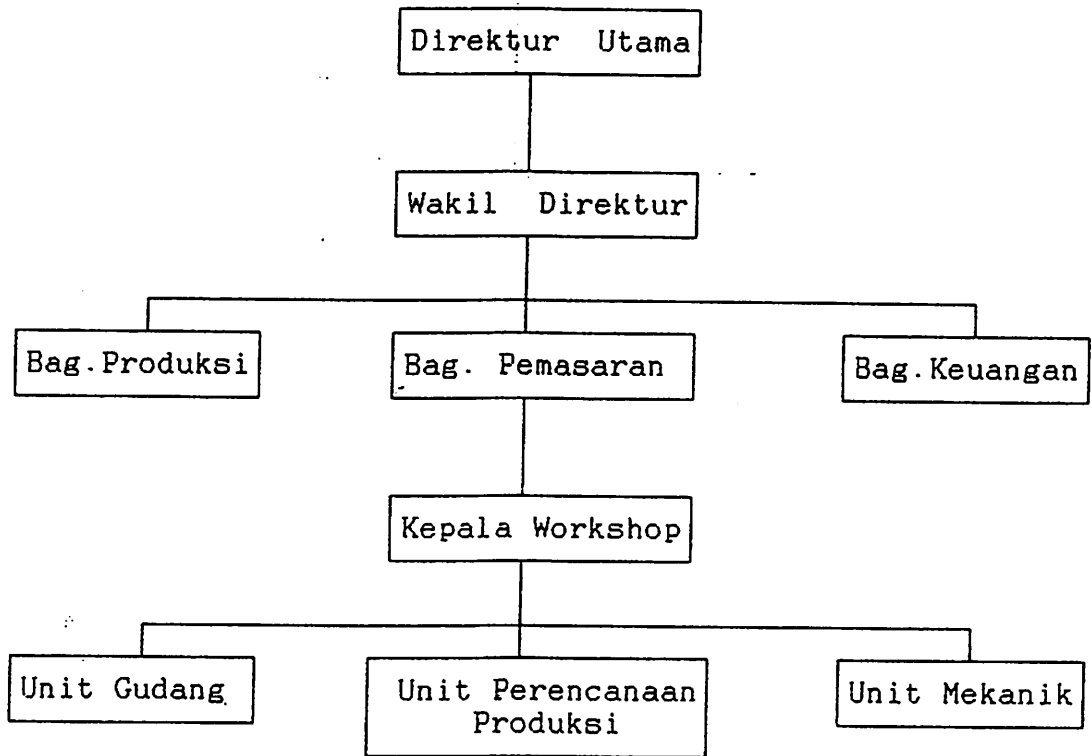 Direktur Utama
Wakil Direktur
Bag.Produksi
Bag. Pemasaran
Bag.Keuangan
Kepala Workshop
Unit Gudang
Unit Perencanaan
Produksi
Unit Mekanik